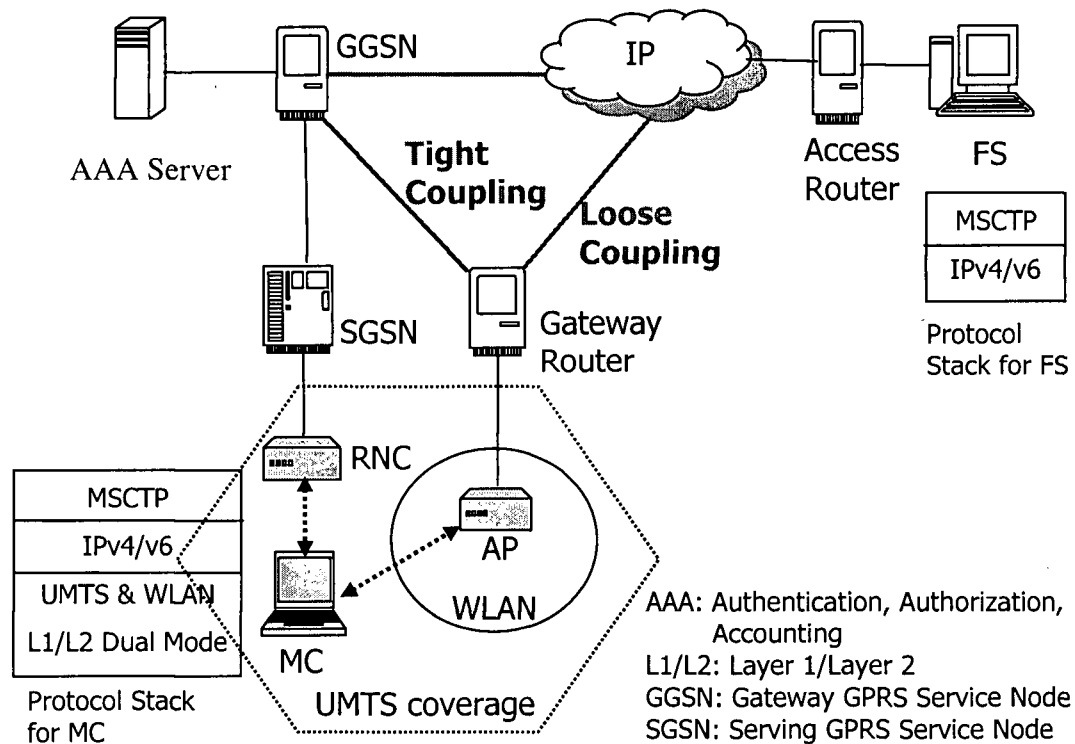 GGSN
IP
AAA Server
Tight
Coupling
Loose
Coupling
Access
Router
FS
MSCTP
IPv4/v6
Protocol
Stack for FS
SGSN
Gateway
Router
RNC
MSCTP
IPv4/v6
UMTS & WLAN
L1/L2 Dual Mode
Protocol Stack
for MC
AP
WLAN
MC
UMTS coverage
AAA: Authentication, Authorization,
Accounting
L1/L2: Layer 1/Layer 2
GGSN: Gateway GPRS Service Node
SGSN: Serving GPRS Service Node